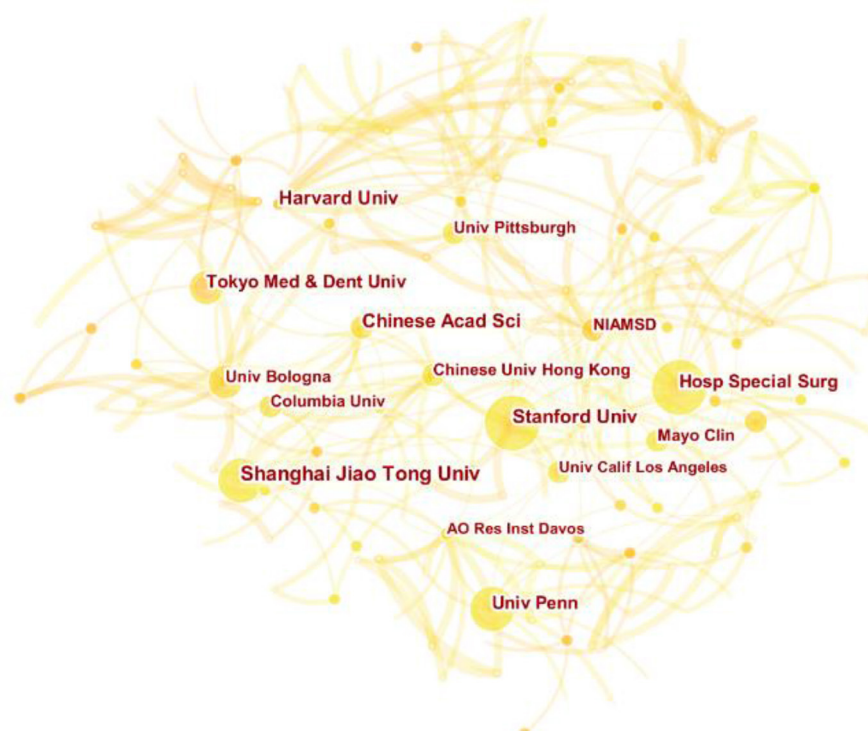 Harvard Univ
Univ Pittsburgh
Tokyo Med & Dent Univ
Chinese Acad Sci
NIAMSD
Univ Bologna
Chinese Univ Hong Kong
Hosp Special Surg
Columbia Univ
Stanford Univ
Mayo Clin
Shanghai Jiao Tong Univ
Univ Calif Los Angeles
AO Res Inst Davos
Univ Penn